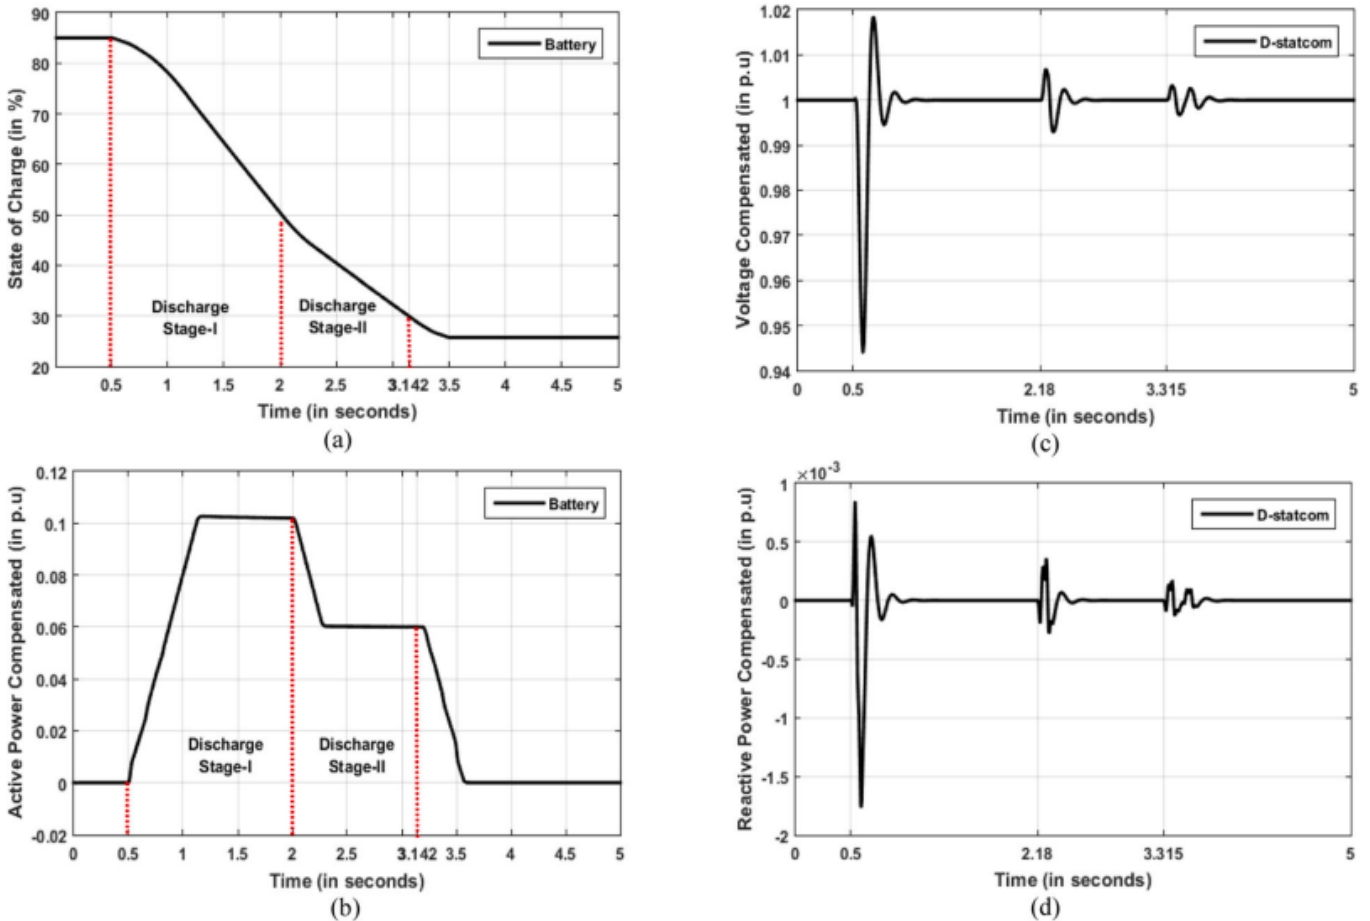 90
80
70
60
50
40
30
20
State of Charge (in %)
Battery
Discharge
Stage-I
Discharge
Stage-II
0.5 1 2 2.5 3.142 3.5 4 4.5 5
Time (in seconds)
(a)
1.02
1.01
1
0.99
0.98
0.97
0.96
0.95
0.94
Voltage Compensated (in p.u)
D-statcom
0 0.5 2.18 3.315 5
Time (in seconds)
(c)
0.12
0.1
0.08
0.06
0.04
0.02
0
-0.02
Active Power Compensated (in p.u)
Battery
Discharge
Stage-I
Discharge
Stage-II
0 0.5 1 1.5 2 2.5 3.142 3.5 4 4.5 5
Time (in seconds)
(b)
×10-3
1
0.5
0
-0.5
-1
-1.5
-2
Reactive Power Compensated (in p.u)
D-statcom
0 0.5 2.18 3.315 5
Time (in seconds)
(d)